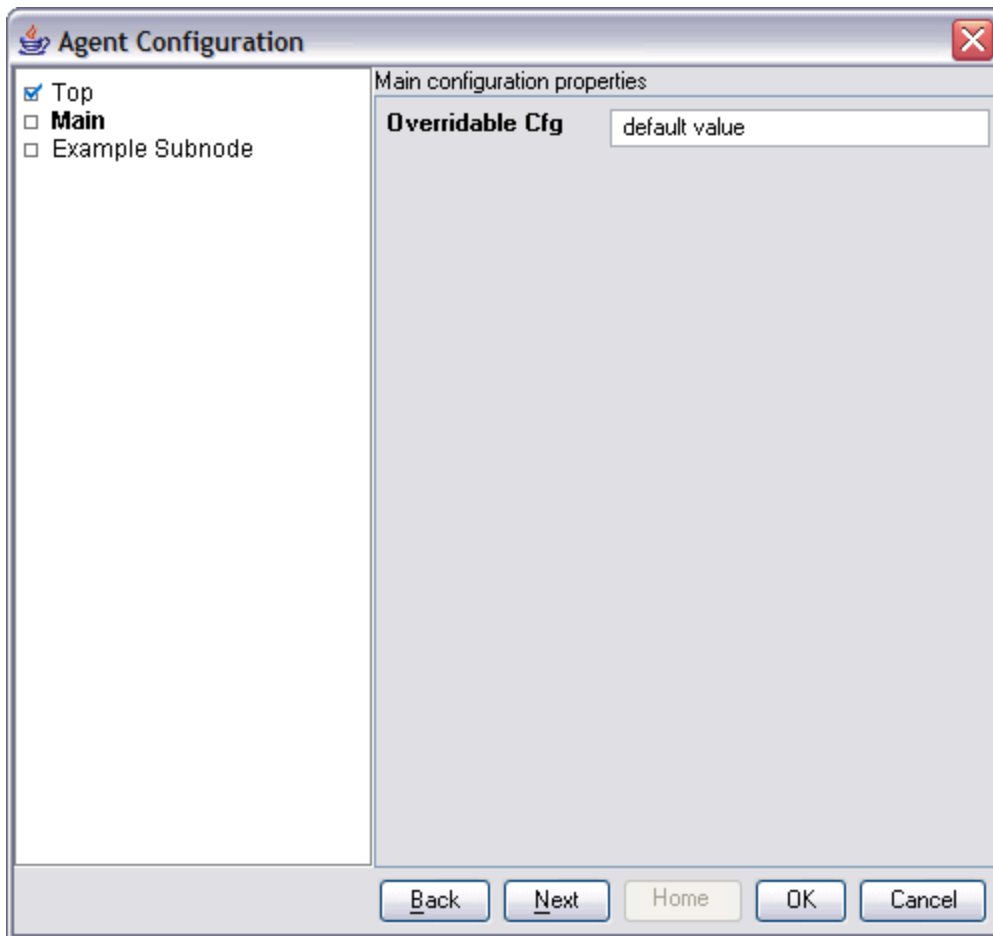 Agent Configuration
Top
Main
Example Subnode
Main configuration properties
Overridable Cfg default value
Back Next Home OK Cancel